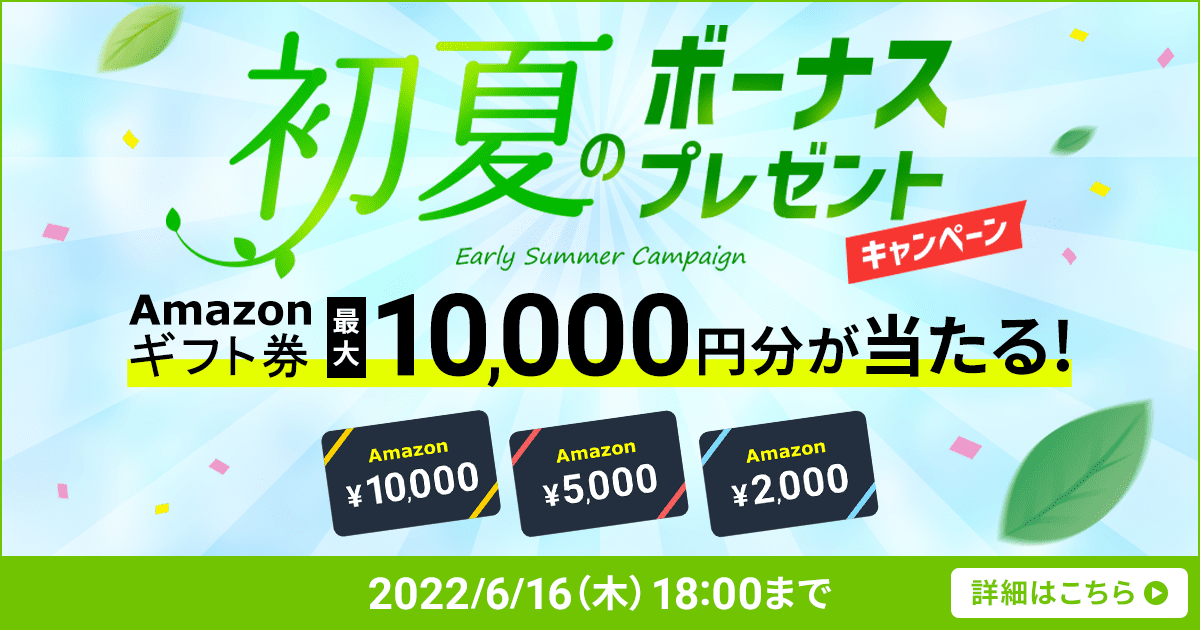 初夏の
ボーナス
プレゼント
キャンペーン
Early Summer Campaign
Amazon
ギフト券
最大
10,000円分が当たる!
Amazon
¥10,000
Amazon
¥5,000
Amazon
¥2,000
2022/6/16(木) 18:00まで
詳細はこちら